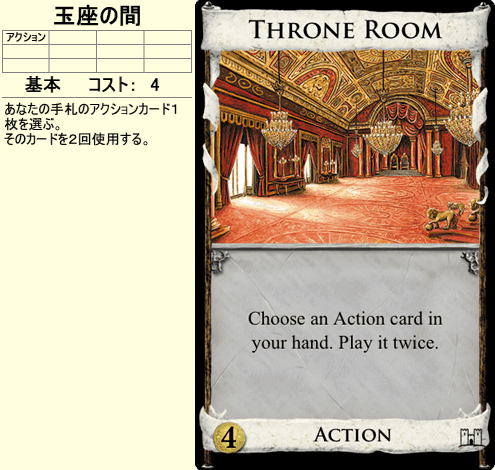 玉座の間
アクション
基本 コスト： 4
あなたの手札のアクションカード１
枚を選ぶ。
そのカードを２回使用する。
THRONE ROOM
Choose an Action card in
your hand. Play it twice.
4
ACTION